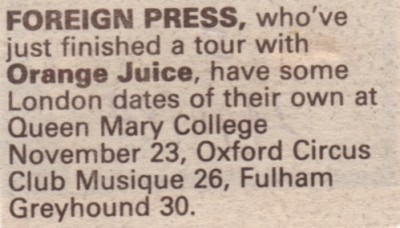 FOREIGN PRESS, who've
just finished a tour with
Orange Juice, have some
London dates of their own at
Queen Mary College
November 23, Oxford Circus
Club Musique 26, Fulham
Greyhound 30.